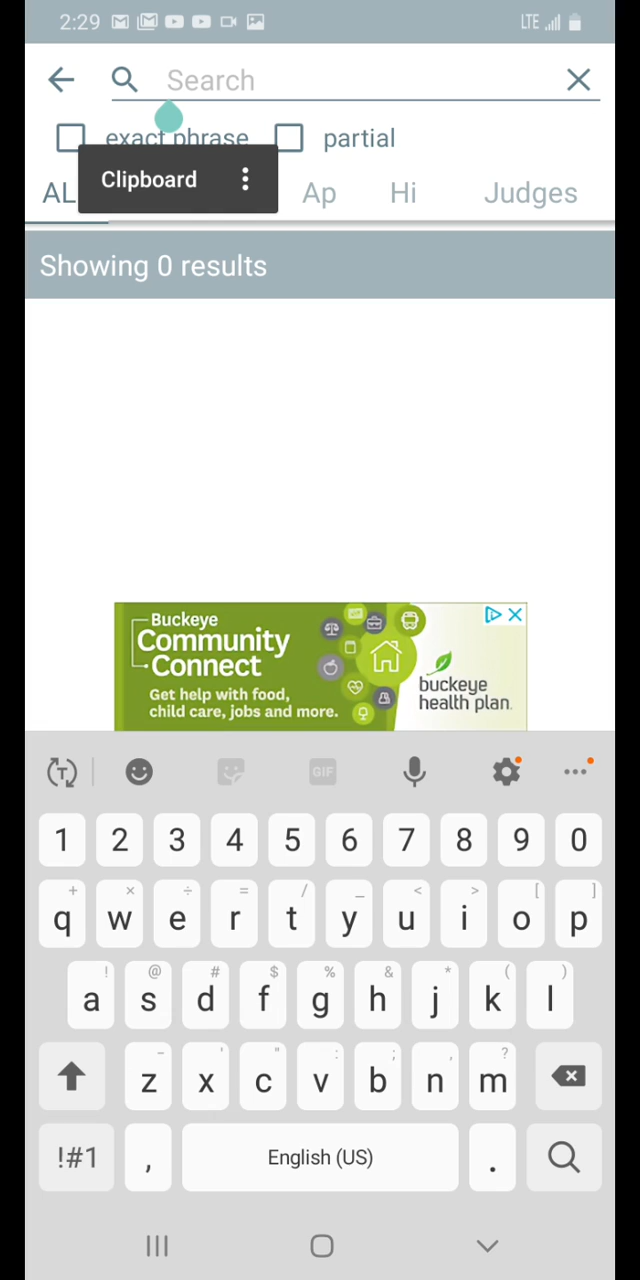 2:29 LTE
Search
exact phrase partial
Clipboard
AL Ap Hi Judges
Showing 0 results
Buckeye
Community
Connect
Get help with food,
child care, jobs and more.
buckeye
health plan.
GIF
1 2 3 4 5 6 7 8 9 0
+ × ÷ = / _ < > [ ]
q w e r t y u i o p
! @ # $ % & * ( )
a s d f g h j k l
- ' " : ; , ?
z x c v b n m
!#1 , English (US) .